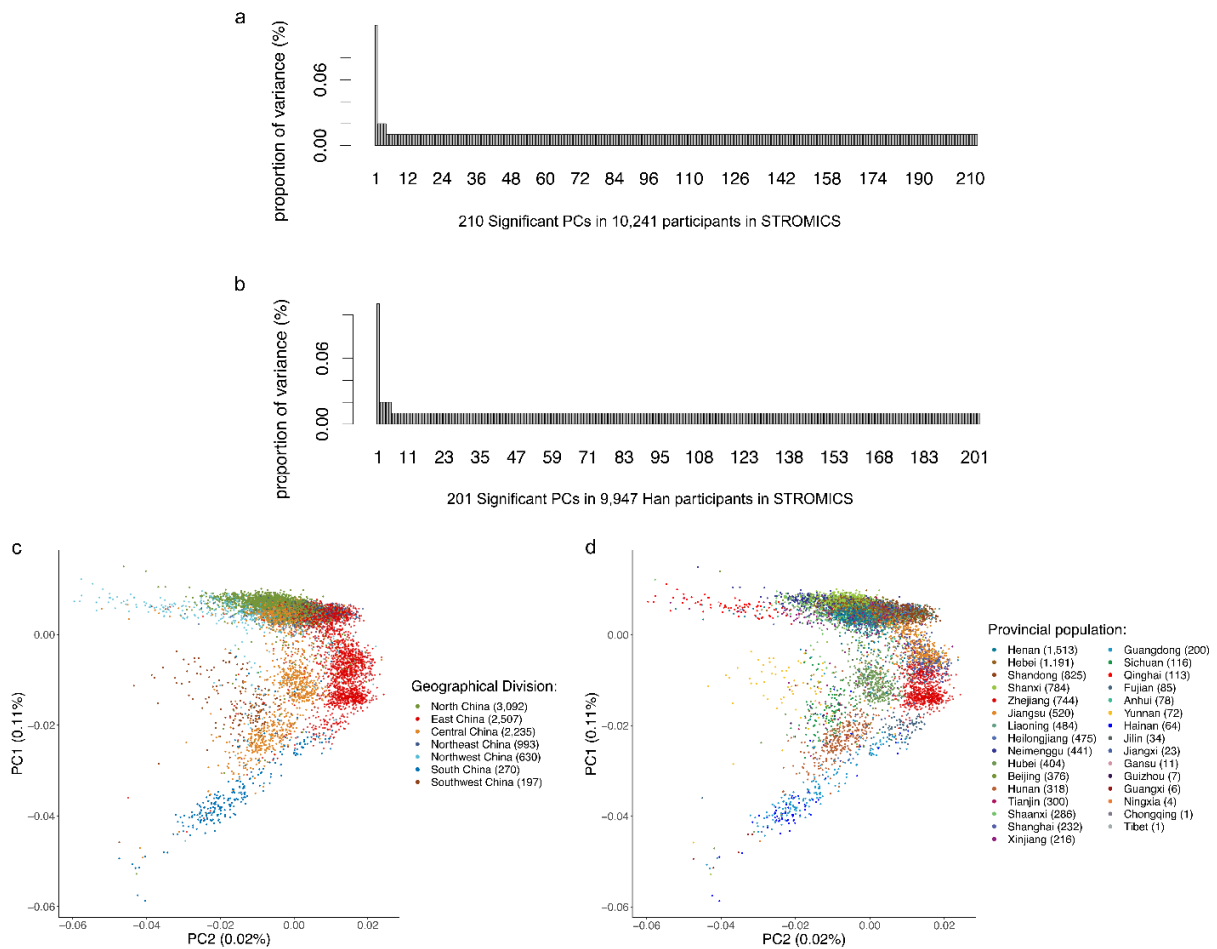 a
proportion of variance (%)
0.06
0.00
1 12 24 36 48 60 72 84 96 110 126 142 158 174 190 210
210 Significant PCs in 10,241 participants in STROMICS
b
proportion of variance (%)
0.06
0.00
1 11 23 35 47 59 71 83 95 108 123 138 153 168 183 201
201 Significant PCs in 9,947 Han participants in STROMICS
c
PC1 (0.11%)
0.00
−0.02
−0.04
−0.06
−0.06 −0.04 −0.02 0.00 0.02
PC2 (0.02%)
Geographical Division:
North China (3,092)
East China (2,507)
Central China (2,235)
Northeast China (993)
Northwest China (630)
South China (270)
Southwest China (197)
d
PC1 (0.11%)
0.00
−0.02
−0.04
−0.06
−0.06 −0.04 −0.02 0.00 0.02
PC2 (0.02%)
Provincial population:
Henan (1,513)
Hebei (1,191)
Shandong (825)
Shanxi (784)
Zhejiang (744)
Jiangsu (520)
Liaoning (484)
Heilongjiang (475)
Neimenggu (441)
Hubei (404)
Beijing (376)
Hunan (318)
Tianjin (300)
Shaanxi (286)
Shanghai (232)
Xinjiang (216)
Guangdong (200)
Sichuan (116)
Qinghai (113)
Fujian (85)
Anhui (78)
Yunnan (72)
Hainan (64)
Jilin (34)
Jiangxi (23)
Gansu (11)
Guizhou (7)
Guangxi (6)
Ningxia (4)
Chongqing (1)
Tibet (1)